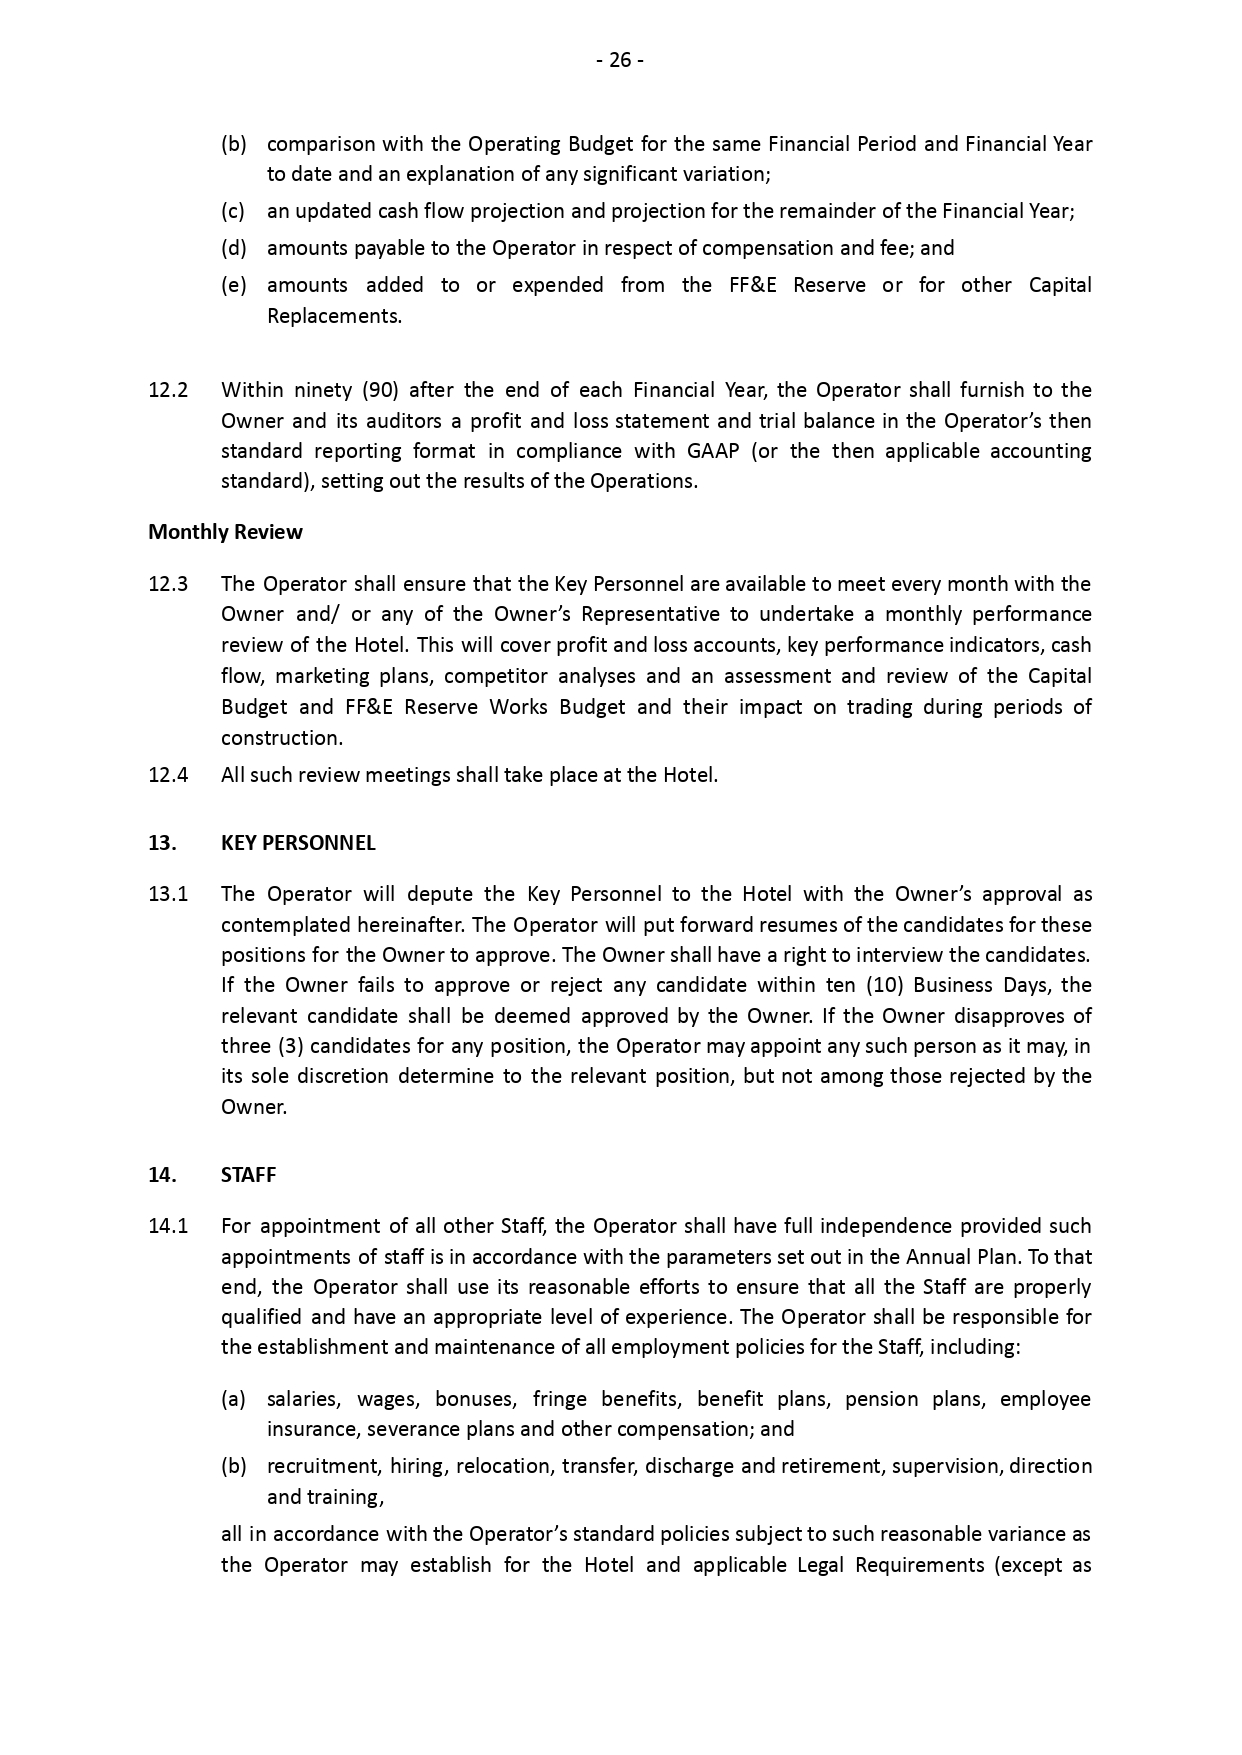 - 26 -
(b) comparison with the Operating Budget for the same Financial Period and Financial Year
to date and an explanation of any significant variation;
(c) an updated cash flow projection and projection for the remainder of the Financial Year;
(d) amounts payable to the Operator in respect of compensation and fee; and
(e) amounts added to or expended from the FF&E Reserve or for other Capital
Replacements.
12.2 Within ninety (90) after the end of each Financial Year, the Operator shall furnish to the
Owner and its auditors a profit and loss statement and trial balance in the Operator’s then
standard reporting format in compliance with GAAP (or the then applicable accounting
standard), setting out the results of the Operations.
Monthly Review
12.3 The Operator shall ensure that the Key Personnel are available to meet every month with the
Owner and/ or any of the Owner’s Representative to undertake a monthly performance
review of the Hotel. This will cover profit and loss accounts, key performance indicators, cash
flow, marketing plans, competitor analyses and an assessment and review of the Capital
Budget and FF&E Reserve Works Budget and their impact on trading during periods of
construction.
12.4 All such review meetings shall take place at the Hotel.
13. KEY PERSONNEL
13.1 The Operator will depute the Key Personnel to the Hotel with the Owner’s approval as
contemplated hereinafter. The Operator will put forward resumes of the candidates for these
positions for the Owner to approve. The Owner shall have a right to interview the candidates.
If the Owner fails to approve or reject any candidate within ten (10) Business Days, the
relevant candidate shall be deemed approved by the Owner. If the Owner disapproves of
three (3) candidates for any position, the Operator may appoint any such person as it may, in
its sole discretion determine to the relevant position, but not among those rejected by the
Owner.
14. STAFF
14.1 For appointment of all other Staff, the Operator shall have full independence provided such
appointments of staff is in accordance with the parameters set out in the Annual Plan. To that
end, the Operator shall use its reasonable efforts to ensure that all the Staff are properly
qualified and have an appropriate level of experience. The Operator shall be responsible for
the establishment and maintenance of all employment policies for the Staff, including:
(a) salaries, wages, bonuses, fringe benefits, benefit plans, pension plans, employee
insurance, severance plans and other compensation; and
(b) recruitment, hiring, relocation, transfer, discharge and retirement, supervision, direction
and training,
all in accordance with the Operator’s standard policies subject to such reasonable variance as
the Operator may establish for the Hotel and applicable Legal Requirements (except as